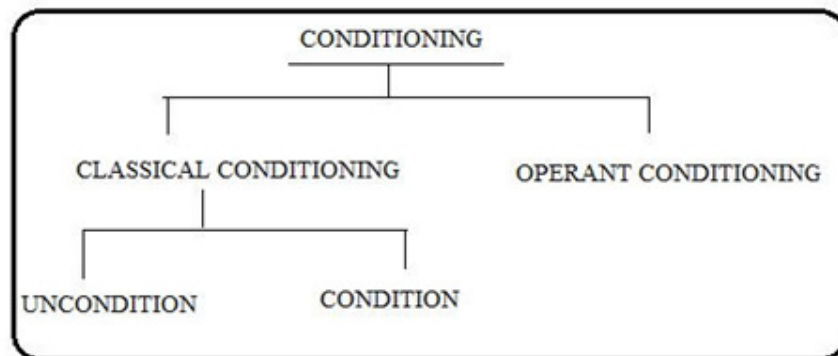 CONDITIONING
CLASSICAL CONDITIONING
OPERANT CONDITIONING
UNCONDITION
CONDITION